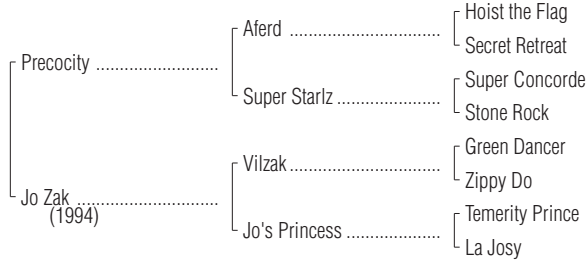 Hoist the Flag
Aferd ..............................
Secret Retreat
Precocity ........................
Super Concorde
Super Starlz .....................
Stone Rock
Green Dancer
Vilzak ..............................
Zippy Do
Jo Zak ............................
(1994)
Temerity Prince
Jo's Princess ...................
La Josy